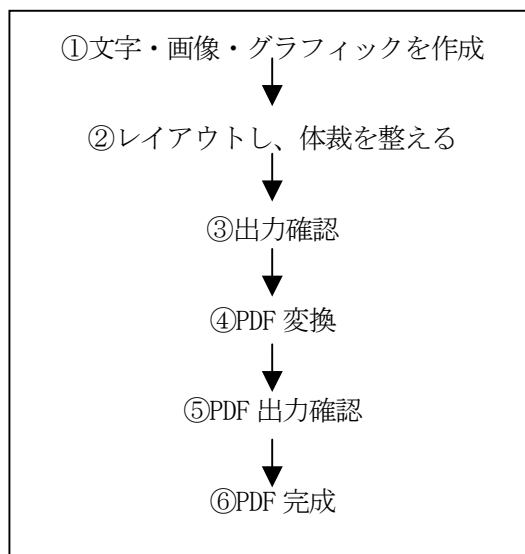 ①文字・画像・グラフィックを作成
②レイアウトし、体裁を整える
③出力確認
④PDF 変換
⑤PDF 出力確認
⑥PDF 完成